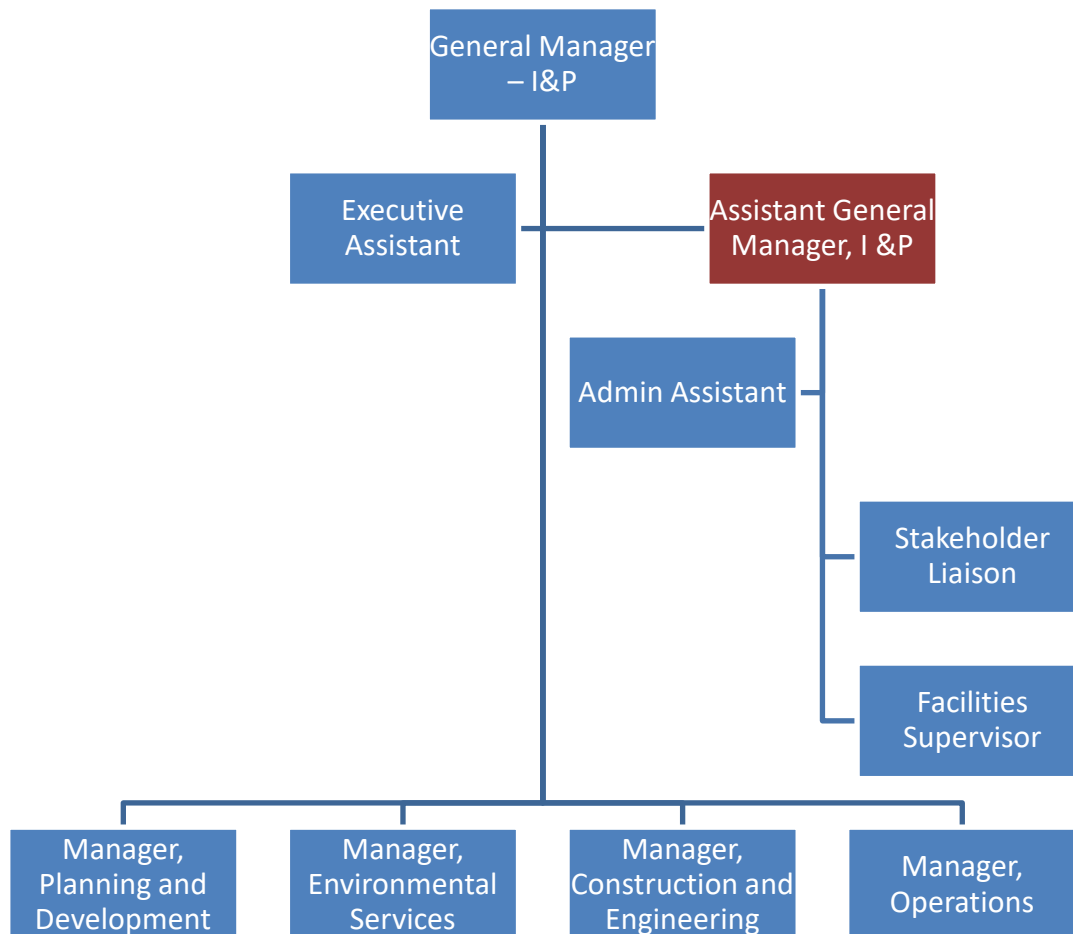 General Manager
– I&P
Executive
Assistant
Assistant General
Manager, I &P
Admin Assistant
Stakeholder
Liaison
Facilities
Supervisor
Manager,
Planning and
Development
Manager,
Environmental
Services
Manager,
Construction and
Engineering
Manager,
Operations